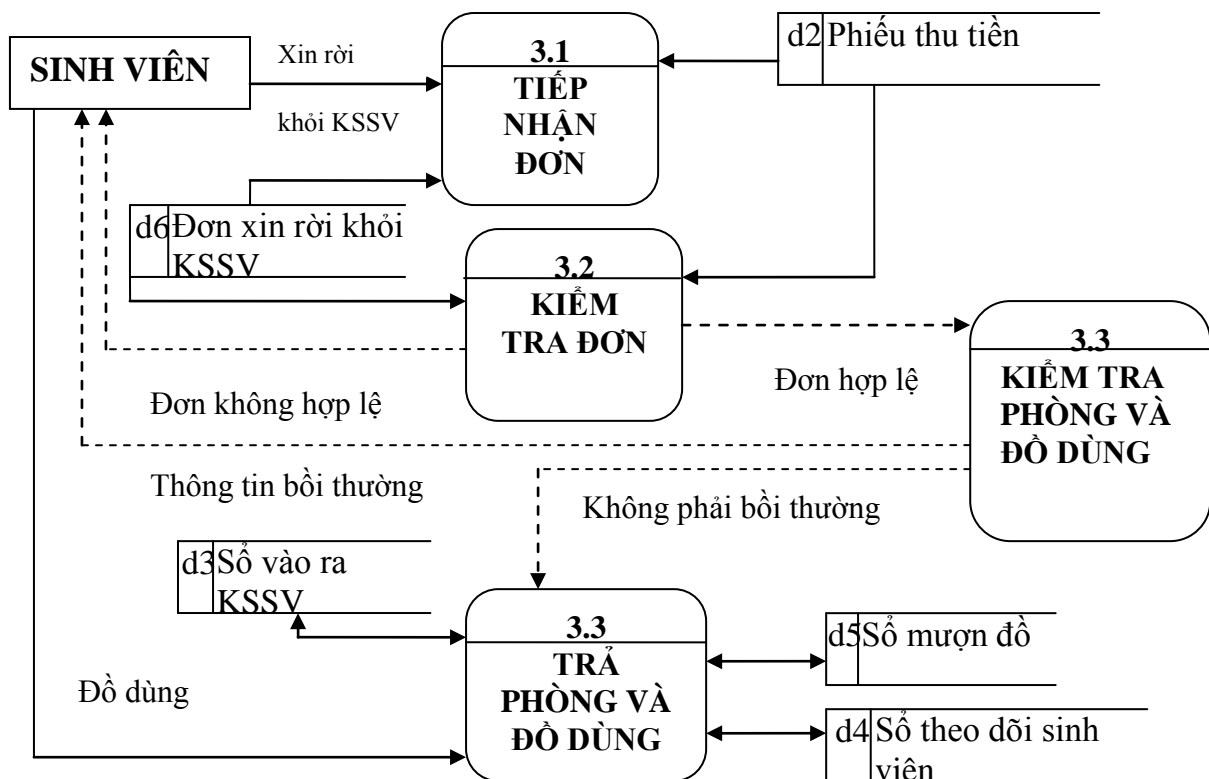 SINH VIÊN
Xin rời
khỏi KSSV
3.1
TIẾP
NHẬN
ĐƠN
d2 Phiếu thu tiền
d6 Đơn xin rời khỏi
KSSV
3.2
KIỂM
TRA ĐƠN
Đơn không hợp lệ
Đơn hợp lệ
3.3
KIỂM TRA
PHÒNG VÀ
ĐỒ DÙNG
Thông tin bồi thường
Không phải bồi thường
d3 Sổ vào ra
KSSV
3.3
TRẢ
PHÒNG VÀ
ĐỒ DÙNG
d5 Sổ mượn đồ
Đồ dùng
d4 Sổ theo dõi sinh
viên